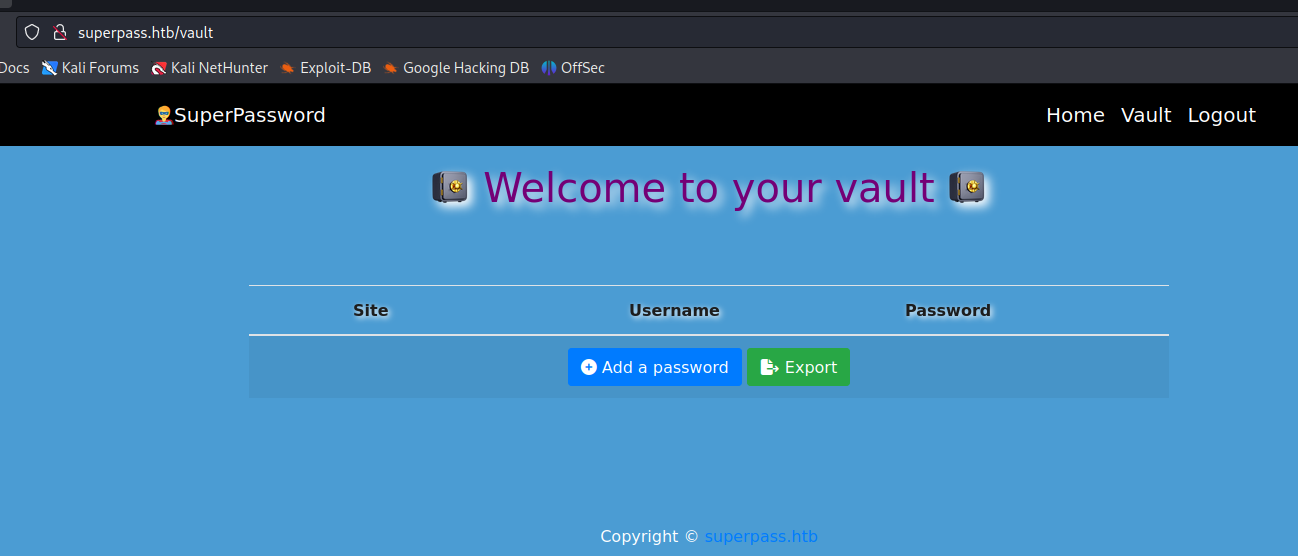 superpass.htb/vault
Docs Kali Forums Kali NetHunter Exploit-DB Google Hacking DB OffSec
SuperPassword Home Vault Logout
Welcome to your vault
Site Username Password
Add a password Export
Copyright © superpass.htb